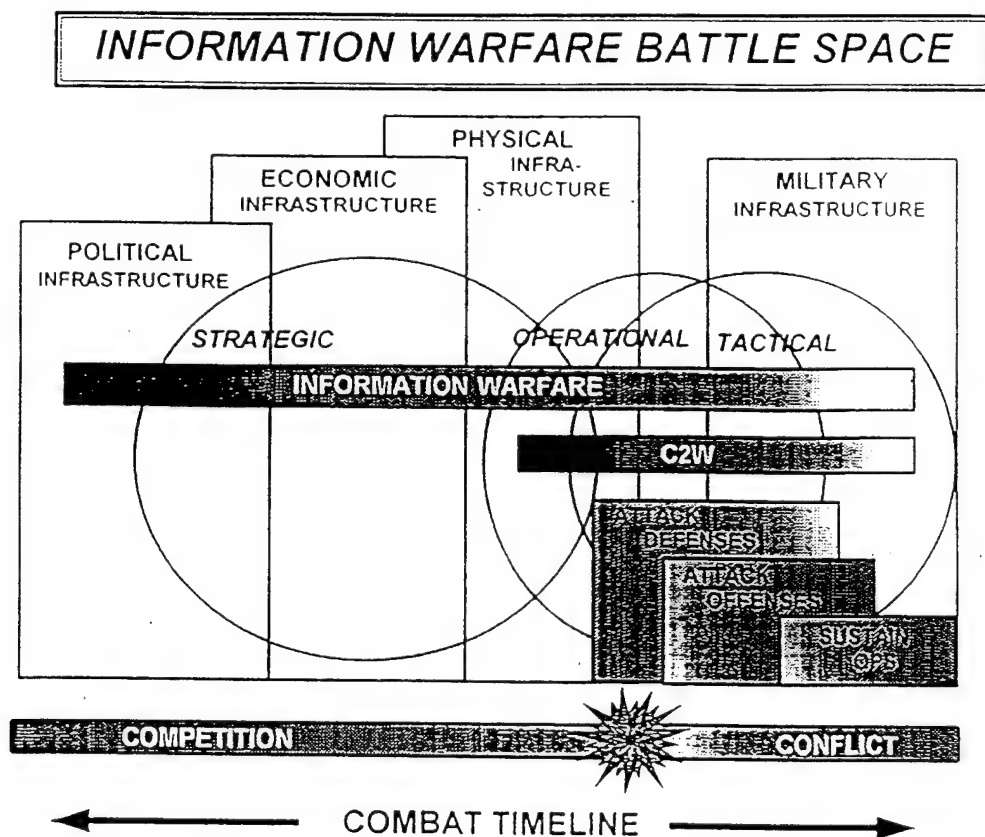 INFORMATION WARFARE BATTLE SPACE
PHYSICAL
INFRA-
STRUCTURE
ECONOMIC
INFRASTRUCTURE
MILITARY
INFRASTRUCTURE
POLITICAL
INFRASTRUCTURE
STRATEGIC
OPERATIONAL
TACTICAL
INFORMATION WARFARE
C2W
ATTACK
DEFENSES
ATTACK
OFFENSES
SUSTAIN
OPS
COMPETITION
CONFLICT
COMBAT TIMELINE